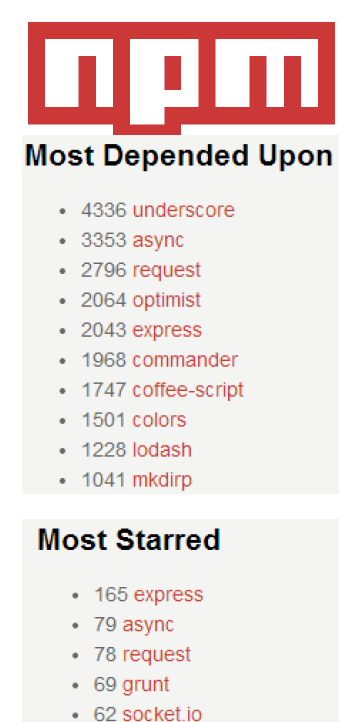 npm
Most Depended Upon
4336 underscore
3353 async
2796 request
2064 optimist
2043 express
1968 commander
1747 coffee-script
1501 colors
1228 lodash
1041 mkdirp
Most Starred
165 express
79 async
78 request
69 grunt
62 socket.io